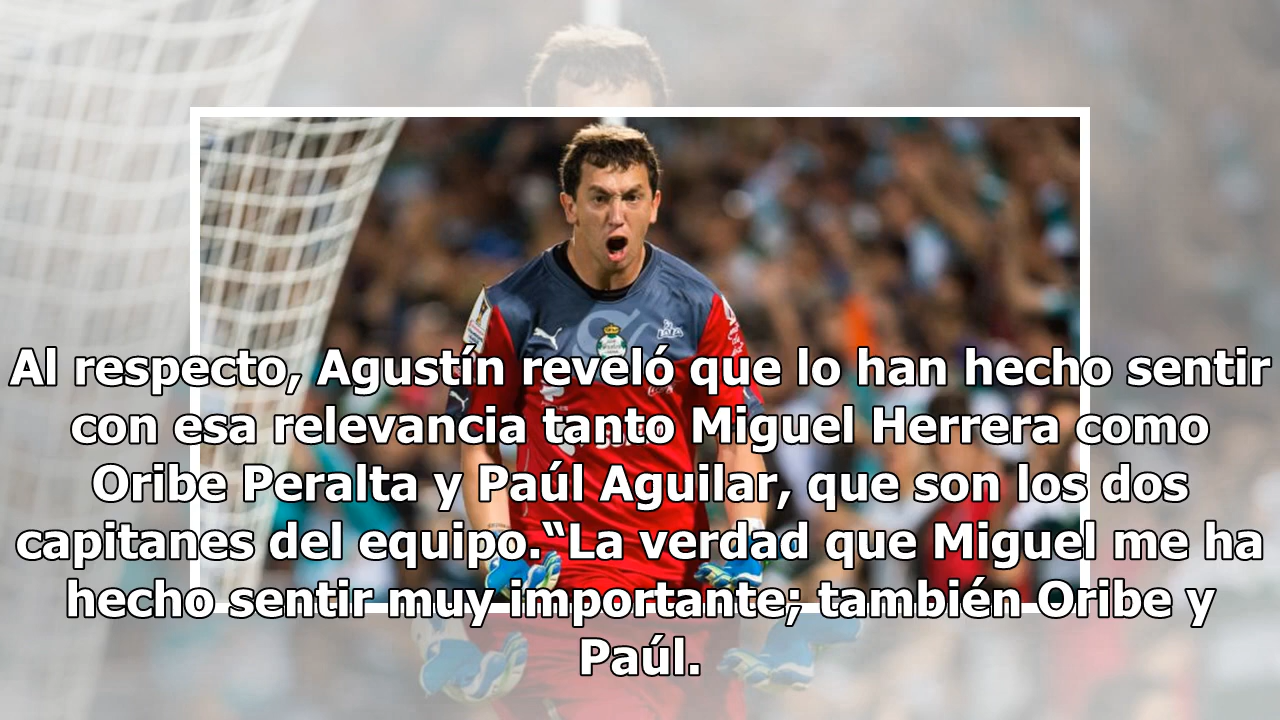 Al respecto, Agustín reveló que lo han hecho sentir
con esa relevancia tanto Miguel Herrera como
Oribe Peralta y Paúl Aguilar, que son los dos
capitanes del equipo.“La verdad que Miguel me ha
hecho sentir muy importante; también Oribe y
Paúl.